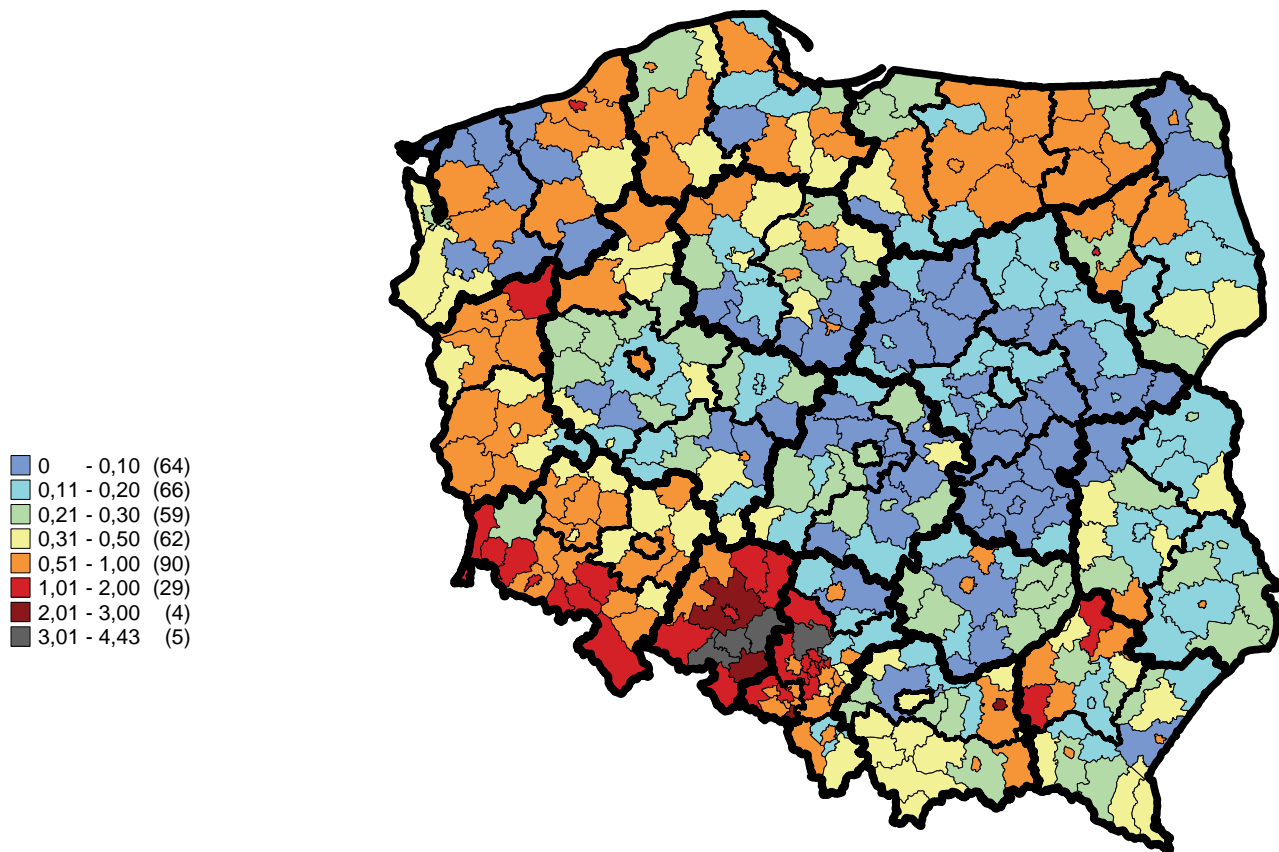 0 - 0,10 (64)
0,11 - 0,20 (66)
0,21 - 0,30 (59)
0,31 - 0,50 (62)
0,51 - 1,00 (90)
1,01 - 2,00 (29)
2,01 - 3,00 (4)
3,01 - 4,43 (5)